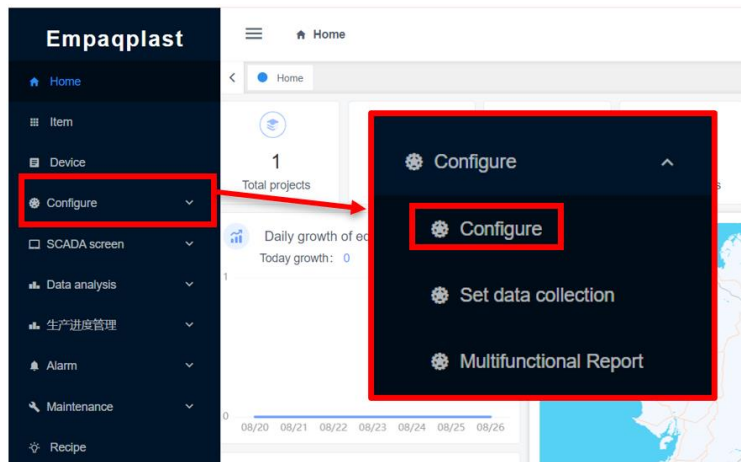 Empaqplast
Home
Item
Device
Configure
SCADA screen
Data analysis
生产进度管理
Alarm
Maintenance
Recipe
Home
Home
1
Total projects
Daily growth of
Today growth: 0
1
0
08/20 08/21 08/22 08/23 08/24 08/25 08/26
Configure
Configure
Set data collection
Multifunctional Report